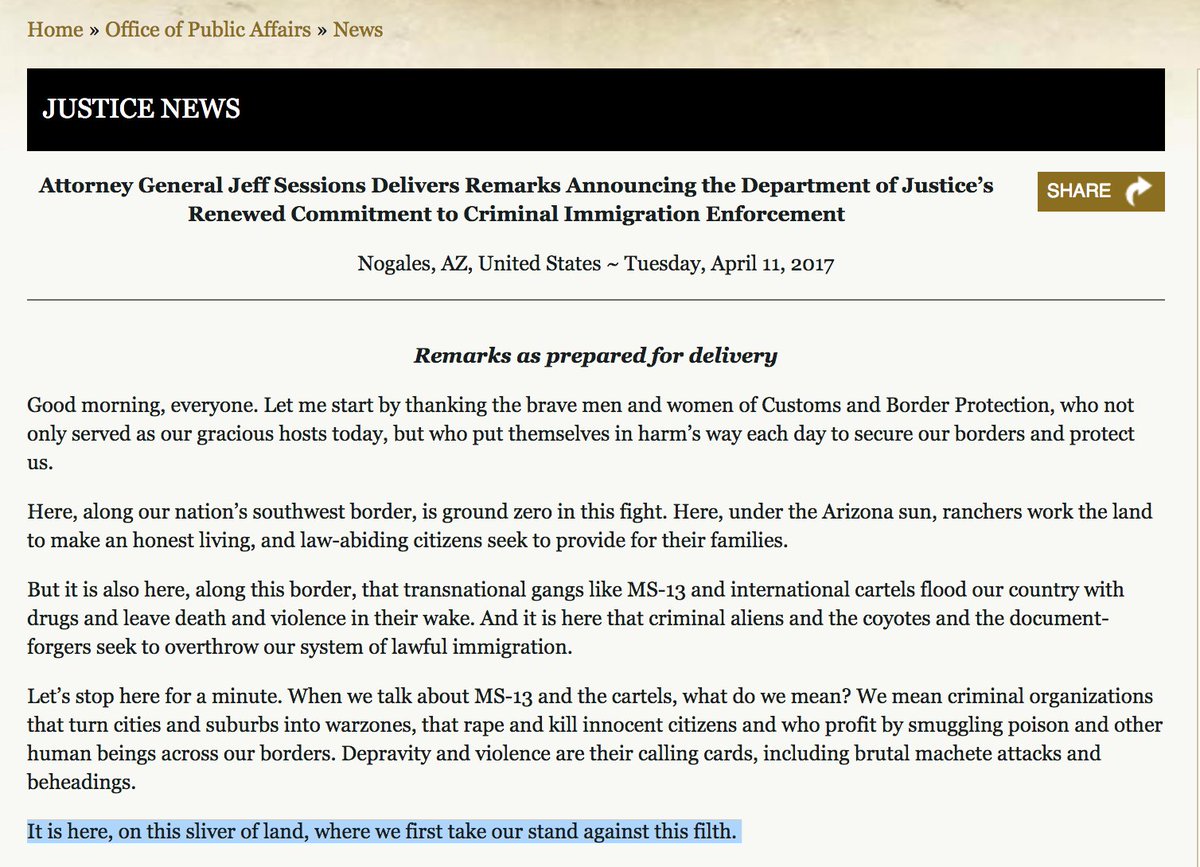 Home » Office of Public Affairs » News
JUSTICE NEWS
Attorney General Jeff Sessions Delivers Remarks Announcing the Department of Justice’s
Renewed Commitment to Criminal Immigration Enforcement
SHARE
Nogales, AZ, United States ~ Tuesday, April 11, 2017
Remarks as prepared for delivery
Good morning, everyone. Let me start by thanking the brave men and women of Customs and Border Protection, who not
only served as our gracious hosts today, but who put themselves in harm’s way each day to secure our borders and protect
us.
Here, along our nation’s southwest border, is ground zero in this fight. Here, under the Arizona sun, ranchers work the land
to make an honest living, and law-abiding citizens seek to provide for their families.
But it is also here, along this border, that transnational gangs like MS-13 and international cartels flood our country with
drugs and leave death and violence in their wake. And it is here that criminal aliens and the coyotes and the document-
forgers seek to overthrow our system of lawful immigration.
Let’s stop here for a minute. When we talk about MS-13 and the cartels, what do we mean? We mean criminal organizations
that turn cities and suburbs into warzones, that rape and kill innocent citizens and who profit by smuggling poison and other
human beings across our borders. Depravity and violence are their calling cards, including brutal machete attacks and
beheadings.
It is here, on this sliver of land, where we first take our stand against this filth.